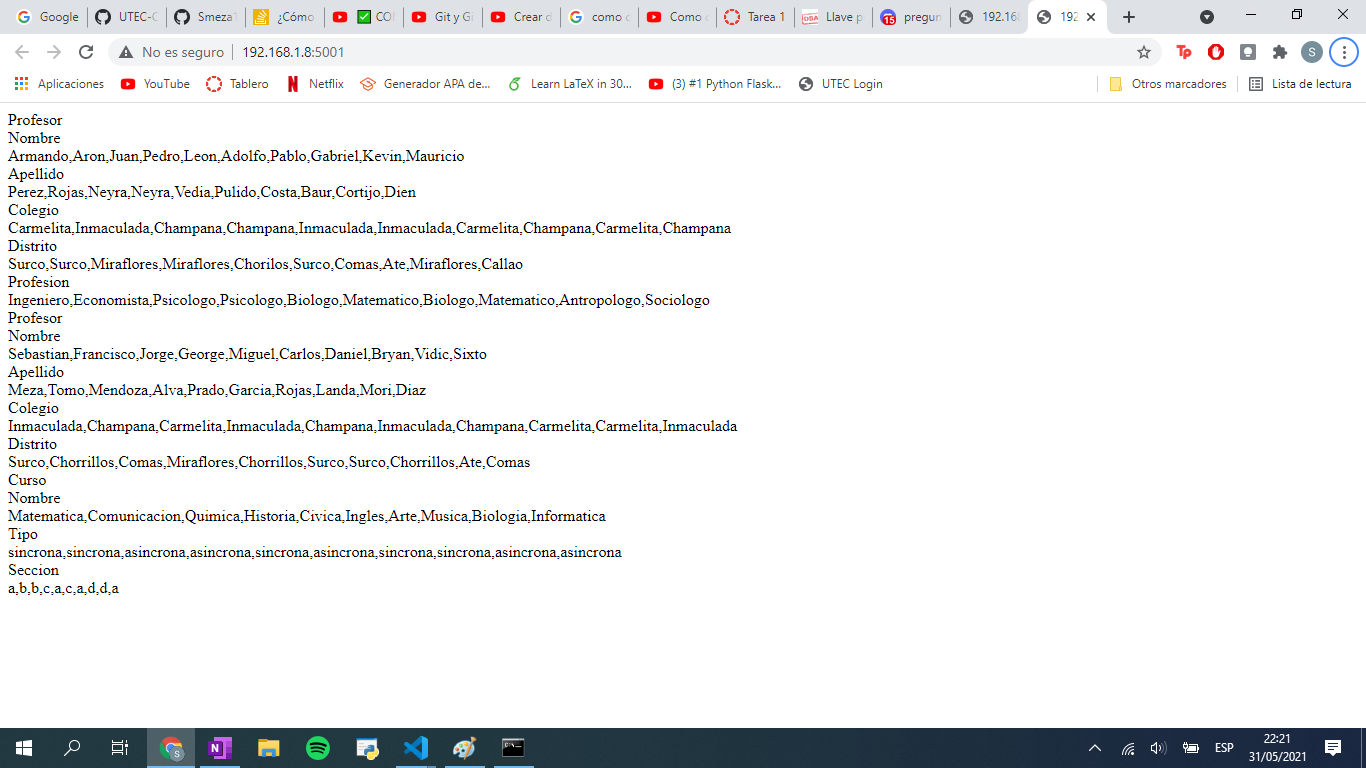 Google
UTEC-C
Smeza
¿Cómo
COI
Git y Gi
Crear d
como c
Como c
Tarea 1
Llave p
15
pregun
192.168
192
No es seguro
192.168.1.8:5001
S
Aplicaciones
YouTube
Tablero
Netflix
Generador APA de...
Learn LaTeX in 30...
(3) #1 Python Flask...
UTEC Login
Otros marcadores
Lista de lectura
Profesor
Nombre
Armando,Aron,Juan,Pedro,Leon,Adolfo,Pablo,Gabriel,Kevin,Mauricio
Apellido
Perez,Rojas,Neyra,Neyra,Vedia,Pulido,Costa,Baur,Cortijo,Dien
Colegio
Carmelita,Inmaculada,Champana,Champana,Inmaculada,Inmaculada,Carmelita,Champana,Carmelita,Champana
Distrito
Surco,Surco,Miraflores,Miraflores,Chorilos,Surco,Comas,Ate,Miraflores,Callao
Profesion
Ingeniero,Economista,Psicologo,Psicologo,Biologo,Matematico,Biologo,Matematico,Antropologo,Sociologo
Profesor
Nombre
Sebastian,Francisco,Jorge,George,Miguel,Carlos,Daniel,Bryan,Vidic,Sixto
Apellido
Meza,Tomo,Mendoza,Alva,Prado,Garcia,Rojas,Landa,Mori,Diaz
Colegio
Inmaculada,Champana,Carmelita,Inmaculada,Champana,Inmaculada,Champana,Carmelita,Carmelita,Inmaculada
Distrito
Surco,Chorrillos,Comas,Miraflores,Chorrillos,Surco,Surco,Chorrillos,Ate,Comas
Curso
Nombre
Matematica,Comunicacion,Quimica,Historia,Civica,Ingles,Arte,Musica,Biologia,Informatica
Tipo
sincrona,sincrona,asincrona,asincrona,sincrona,asincrona,sincrona,sincrona,asincrona,asincrona
Seccion
a,b,b,c,a,c,a,d,d,a
ESP
22:21
31/05/2021